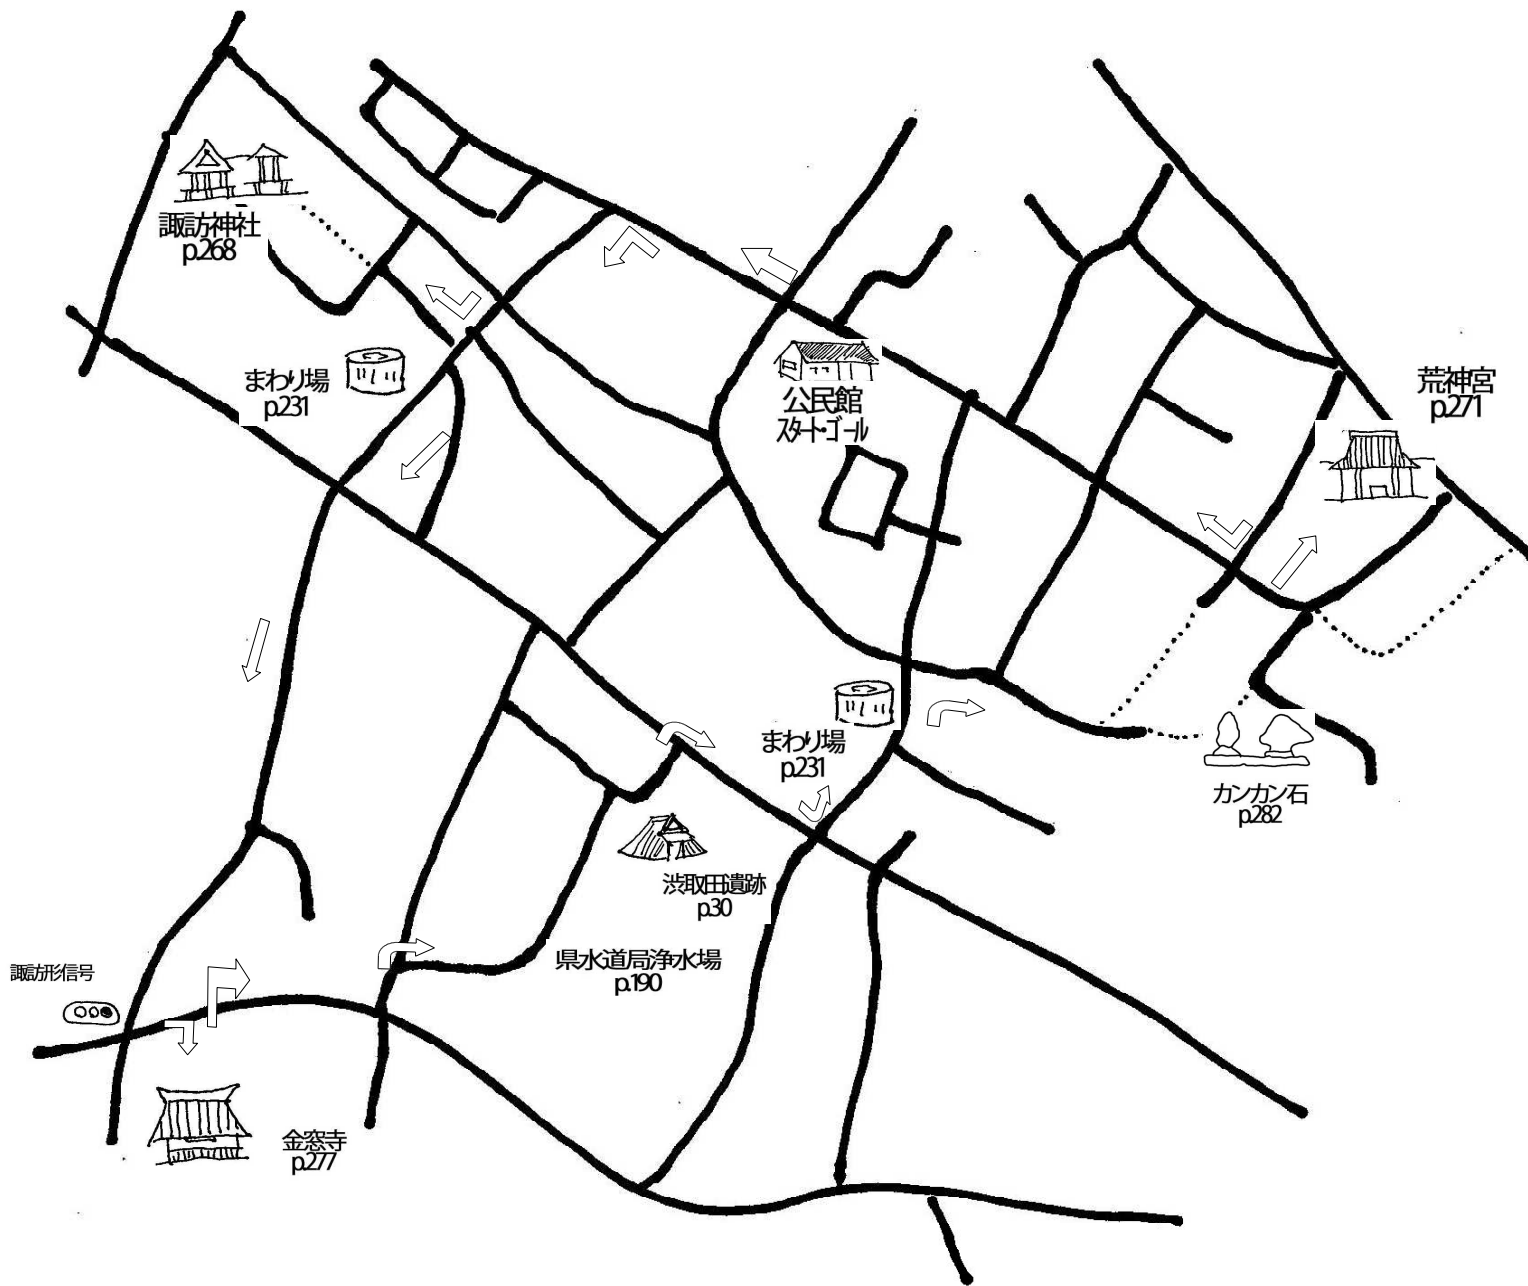 諏訪神社
p.268
まわり場
p.231
公民館
スタート・ゴール
荒神宮
p.271
まわり場
p.231
カンカン石
p.282
渋取田遺跡
p.30
県水道局浄水場
p.190
諏訪形信号
金窓寺
p.277